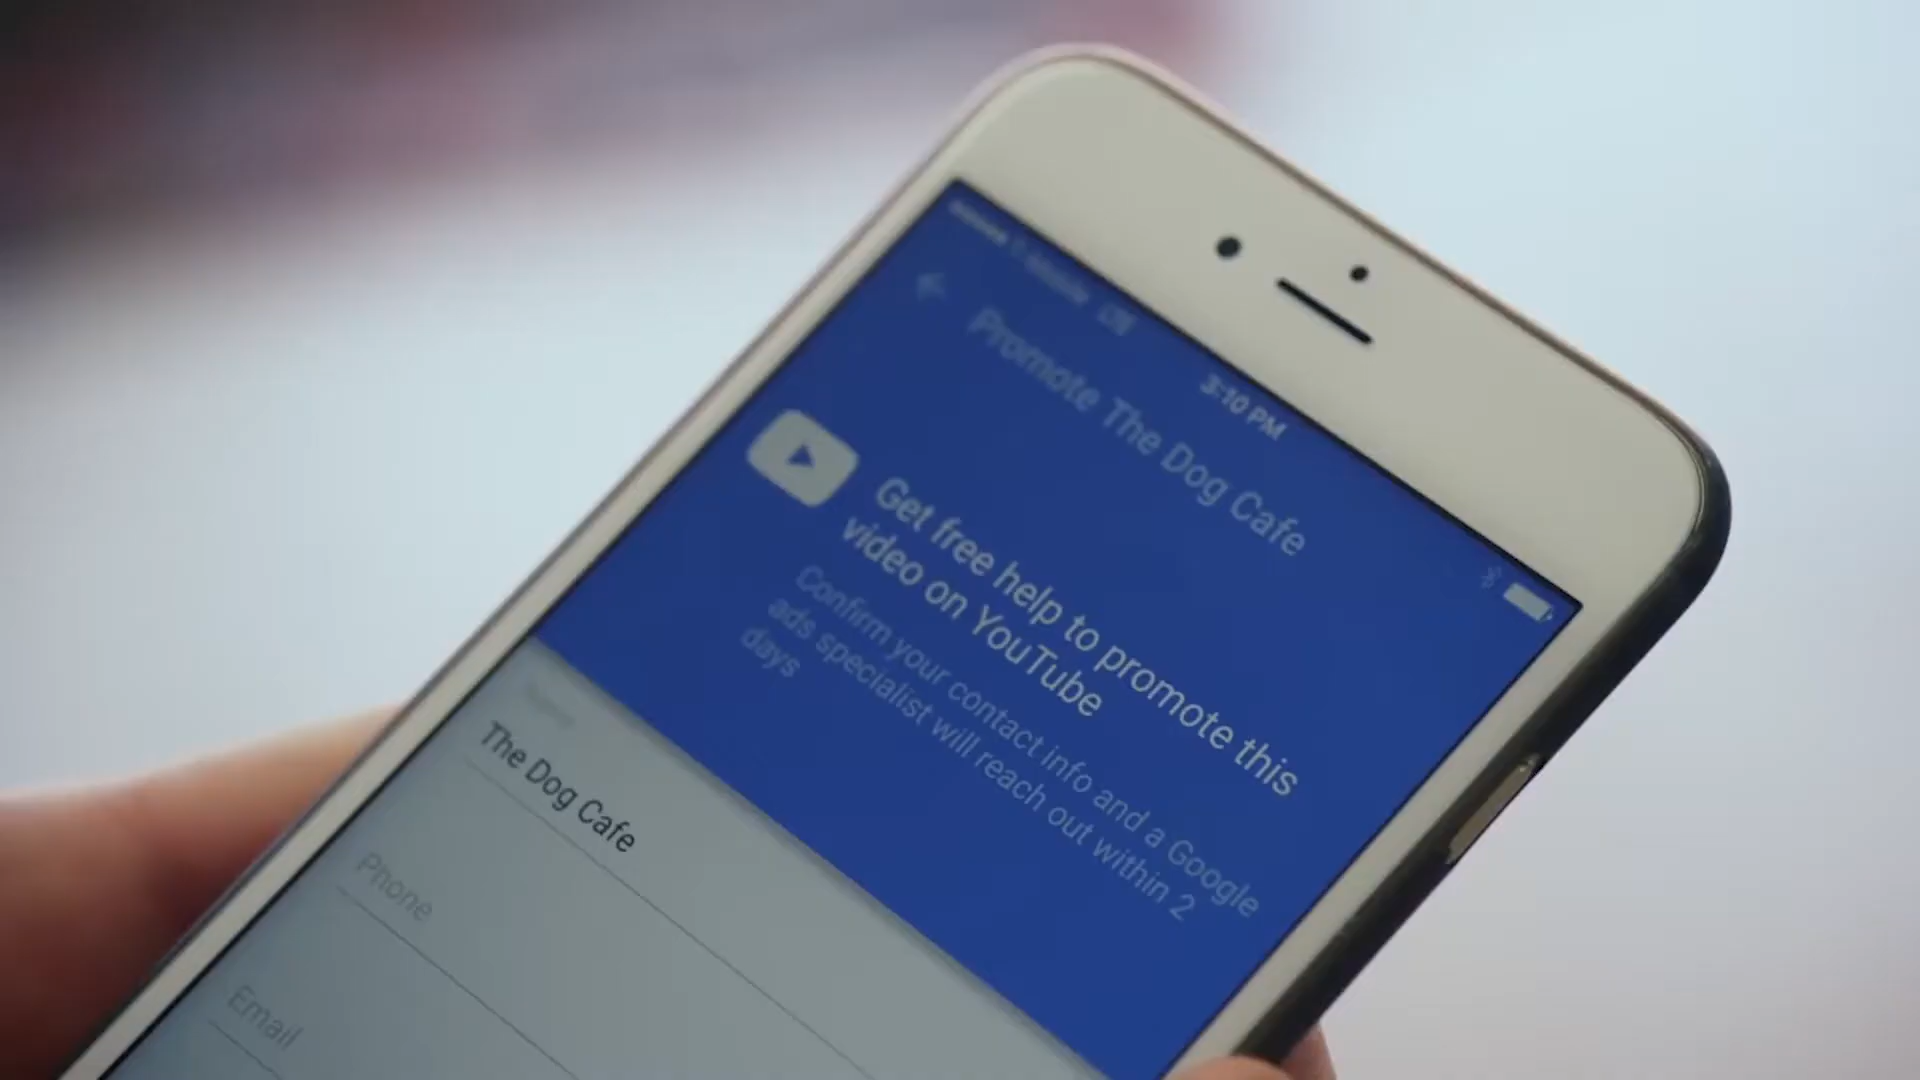 LTE
3:10 PM
Promote The Dog Cafe
Get free help to promote this
video on YouTube
Confirm your contact info and a Google
ads specialist will reach out within 2
days
The Dog Cafe
Phone
Email